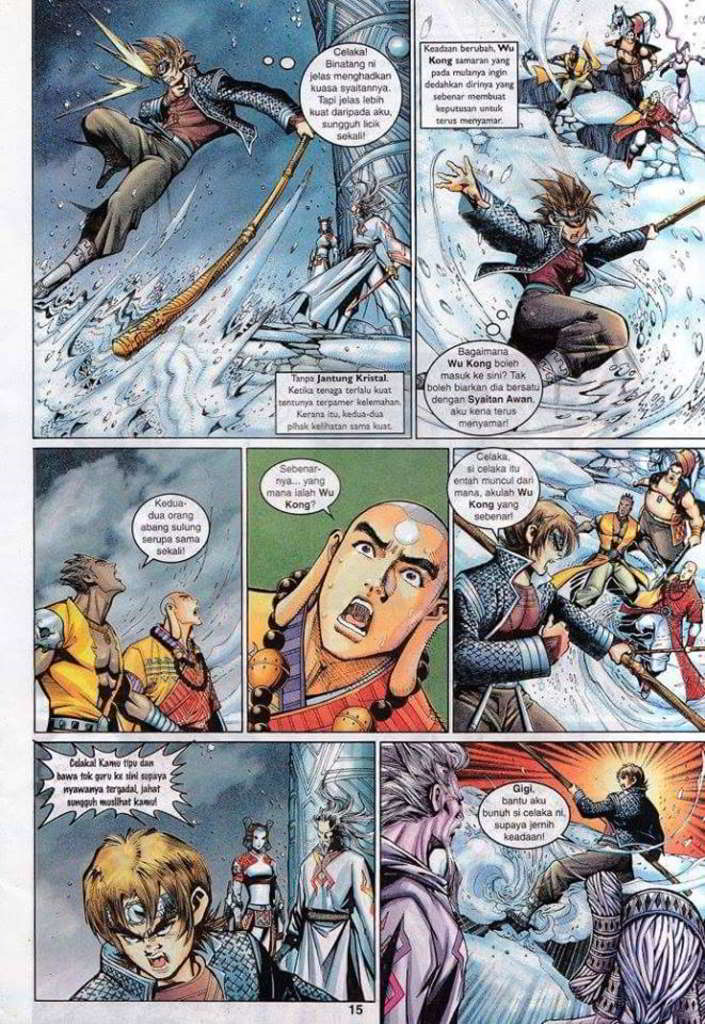 Celaka!
Binatang ni
jelas menghadkan
kuasa syaitannya.
Tapi jelas lebih
kuat daripada aku,
sungguh licik
sekali!
Tanpa Jantung Kristal.
Ketika tenaga terlalu kuat
tentunya terpamer kelemahan.
Kerana itu, kedua-dua
pihak kelihatan sama kuat.
Keadaan berubah, Wu
Kong samaran yang
pada mulanya ingin
dedahkan dirinya yang
sebenar membuat
keputusan untuk
terus menyamar.
Bagaimana
Wu Kong boleh
masuk ke sini? Tak
boleh biarkan dia bersatu
dengan Syaitan Awan,
aku kena terus
menyamar!
Kedua-
dua orang
abang sulung
serupa sama
sekali!
Sebenar-
nya... yang
mana ialah Wu
Kong?
Celaka,
si celaka itu
entah muncul dari
mana, akulah Wu
Kong yang
sebenar!
Celaka! Kamu tipu dan
bawa tok guru ke sini supaya
nyawanya tergadai, jahat
sungguh muslihat kamu!
Gigi,
bantu aku
bunuh si celaka ni,
supaya jernih
keadaan!
15